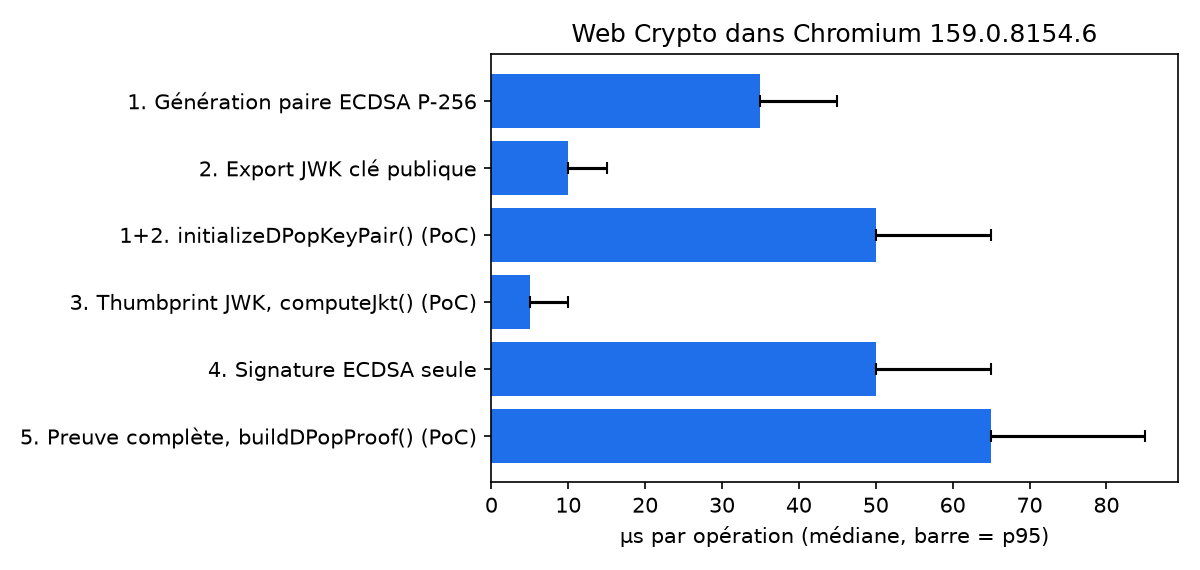 Web Crypto dans Chromium 159.0.8154.6
1. Génération paire ECDSA P-256
2. Export JWK clé publique
1+2. initializeDPopKeyPair() (PoC)
3. Thumbprint JWK, computeJkt() (PoC)
4. Signature ECDSA seule
5. Preuve complète, buildDPopProof() (PoC)
0 10 20 30 40 50 60 70 80
µs par opération (médiane, barre = p95)